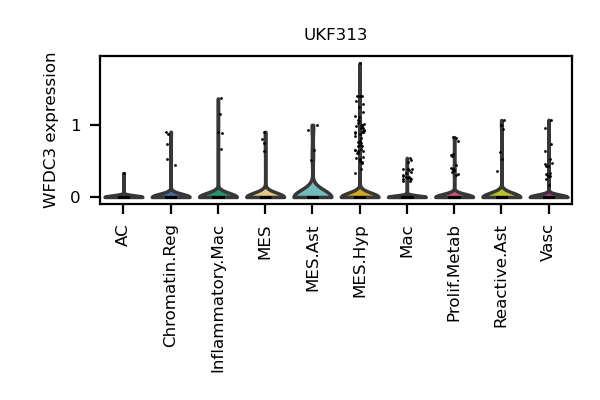 UKF313
WFDC3 expression
1
0
AC
Chromatin.Reg
Inflammatory.Mac
MES
MES.Ast
MES.Hyp
Mac
Prolif.Metab
Reactive.Ast
Vasc